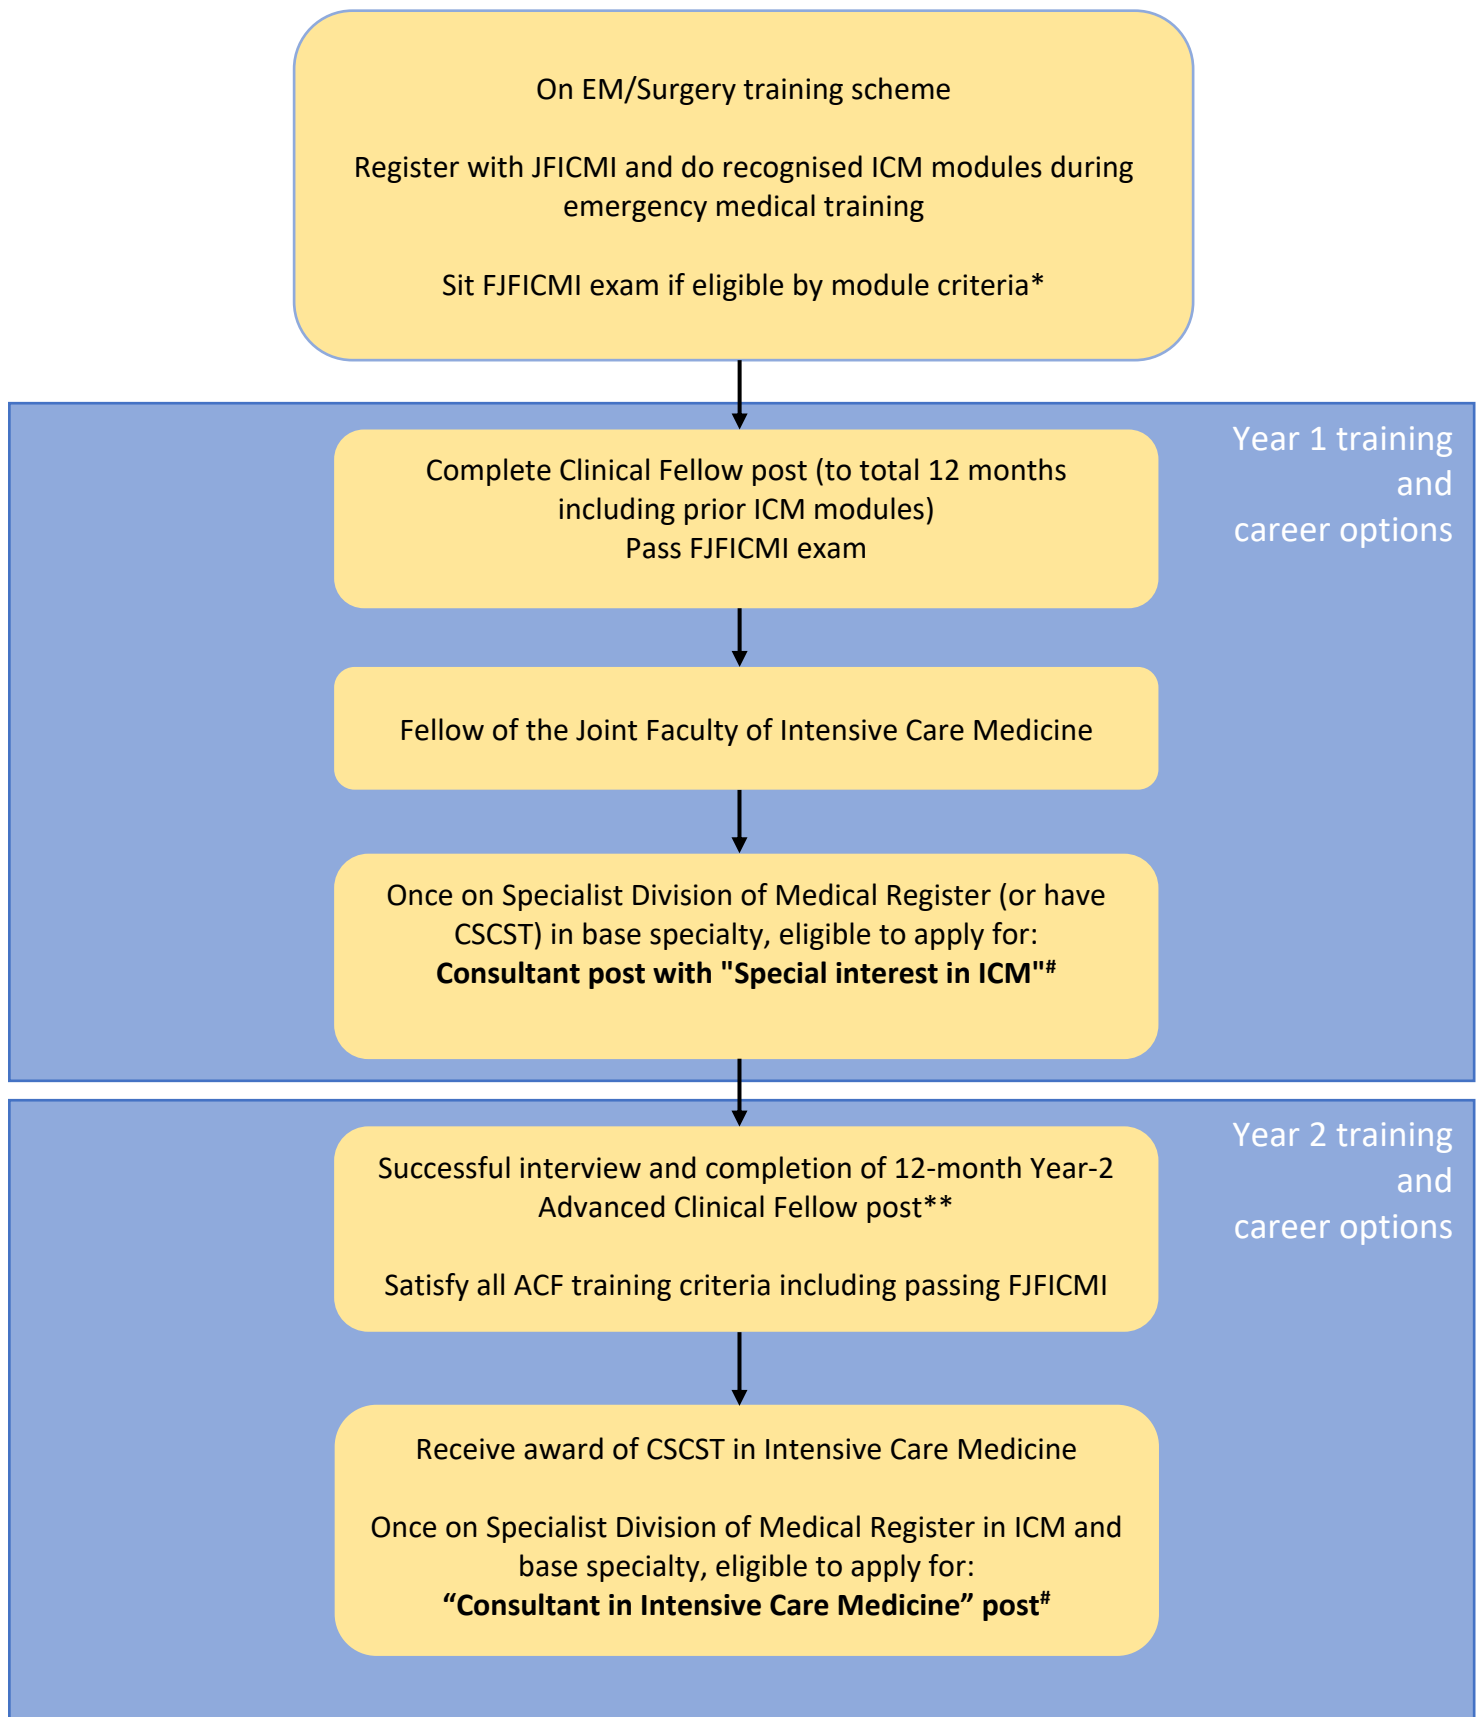 On EM/Surgery training scheme
Register with JFICMI and do recognised ICM modules during
emergency medical training
Sit FJFICMI exam if eligible by module criteria*
Year 1 training
and
career options
Complete Clinical Fellow post (to total 12 months
including prior ICM modules)
Pass FJFICMI exam
Fellow of the Joint Faculty of Intensive Care Medicine
Once on Specialist Division of Medical Register (or have
CSCST) in base specialty, eligible to apply for:
Consultant post with "Special interest in ICM"#
Year 2 training
and
career options
Successful interview and completion of 12-month Year-2
Advanced Clinical Fellow post**
Satisfy all ACF training criteria including passing FJFICMI
Receive award of CSCST in Intensive Care Medicine
Once on Specialist Division of Medical Register in ICM and
base specialty, eligible to apply for:
“Consultant in Intensive Care Medicine” post#